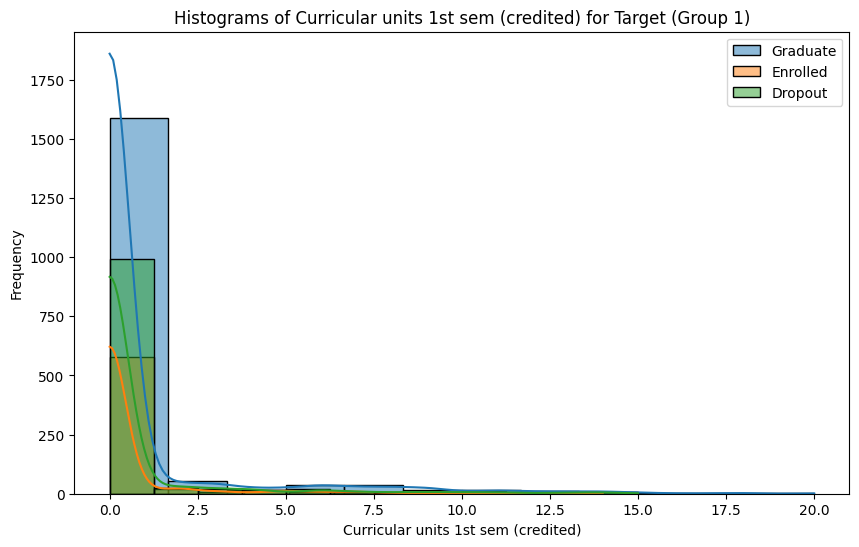 Histograms of Curricular units 1st sem (credited) for Target (Group 1)
Graduate
Enrolled
Dropout
Frequency
1750
1500
1250
1000
750
500
250
0
0.0 2.5 5.0 7.5 10.0 12.5 15.0 17.5 20.0
Curricular units 1st sem (credited)